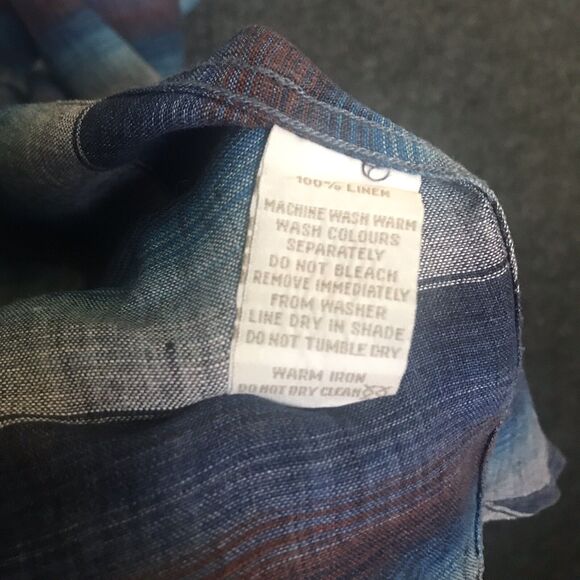 100% LINEN
MACHINE WASH WARM
WASH COLOURS
SEPARATELY
DO NOT BLEACH
REMOVE IMMEDIATELY
FROM WASHER
LINE DRY IN SHADE
DO NOT TUMBLE DRY
WARM IRON
DO NOT DRY CLEAN